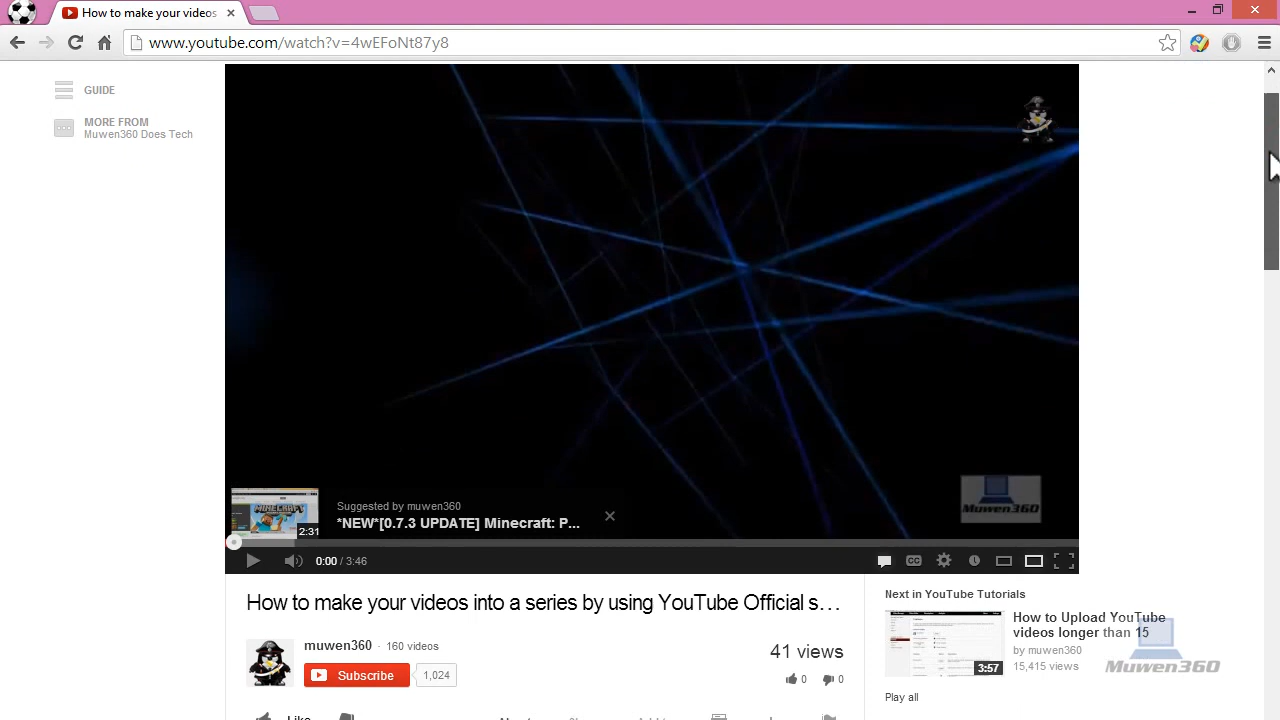 How to make your videos
www.youtube.com/watch?v=4wEFoNt87y8
GUIDE
MORE FROM
Muwen360 Does Tech
Suggested by muwen360
*NEW*[0.7.3 UPDATE] Minecraft: P...
2:31
Muwen360
0:00 / 3:46
CC
How to make your videos into a series by using YouTube Official s...
muwen360 · 160 videos
Subscribe 1,024
41 views
0 0
Like
Next in YouTube Tutorials
How to Upload YouTube
videos longer than 15
by muwen360
15,415 views
3:57
Muwen360
Play all